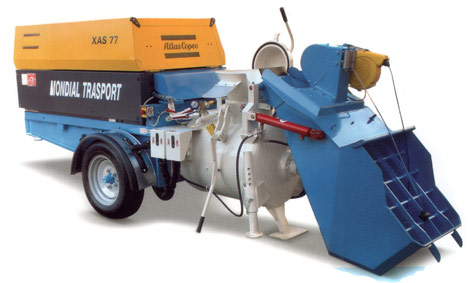 XAS 77
Atlas Copco
MONDIAL TRASPORT